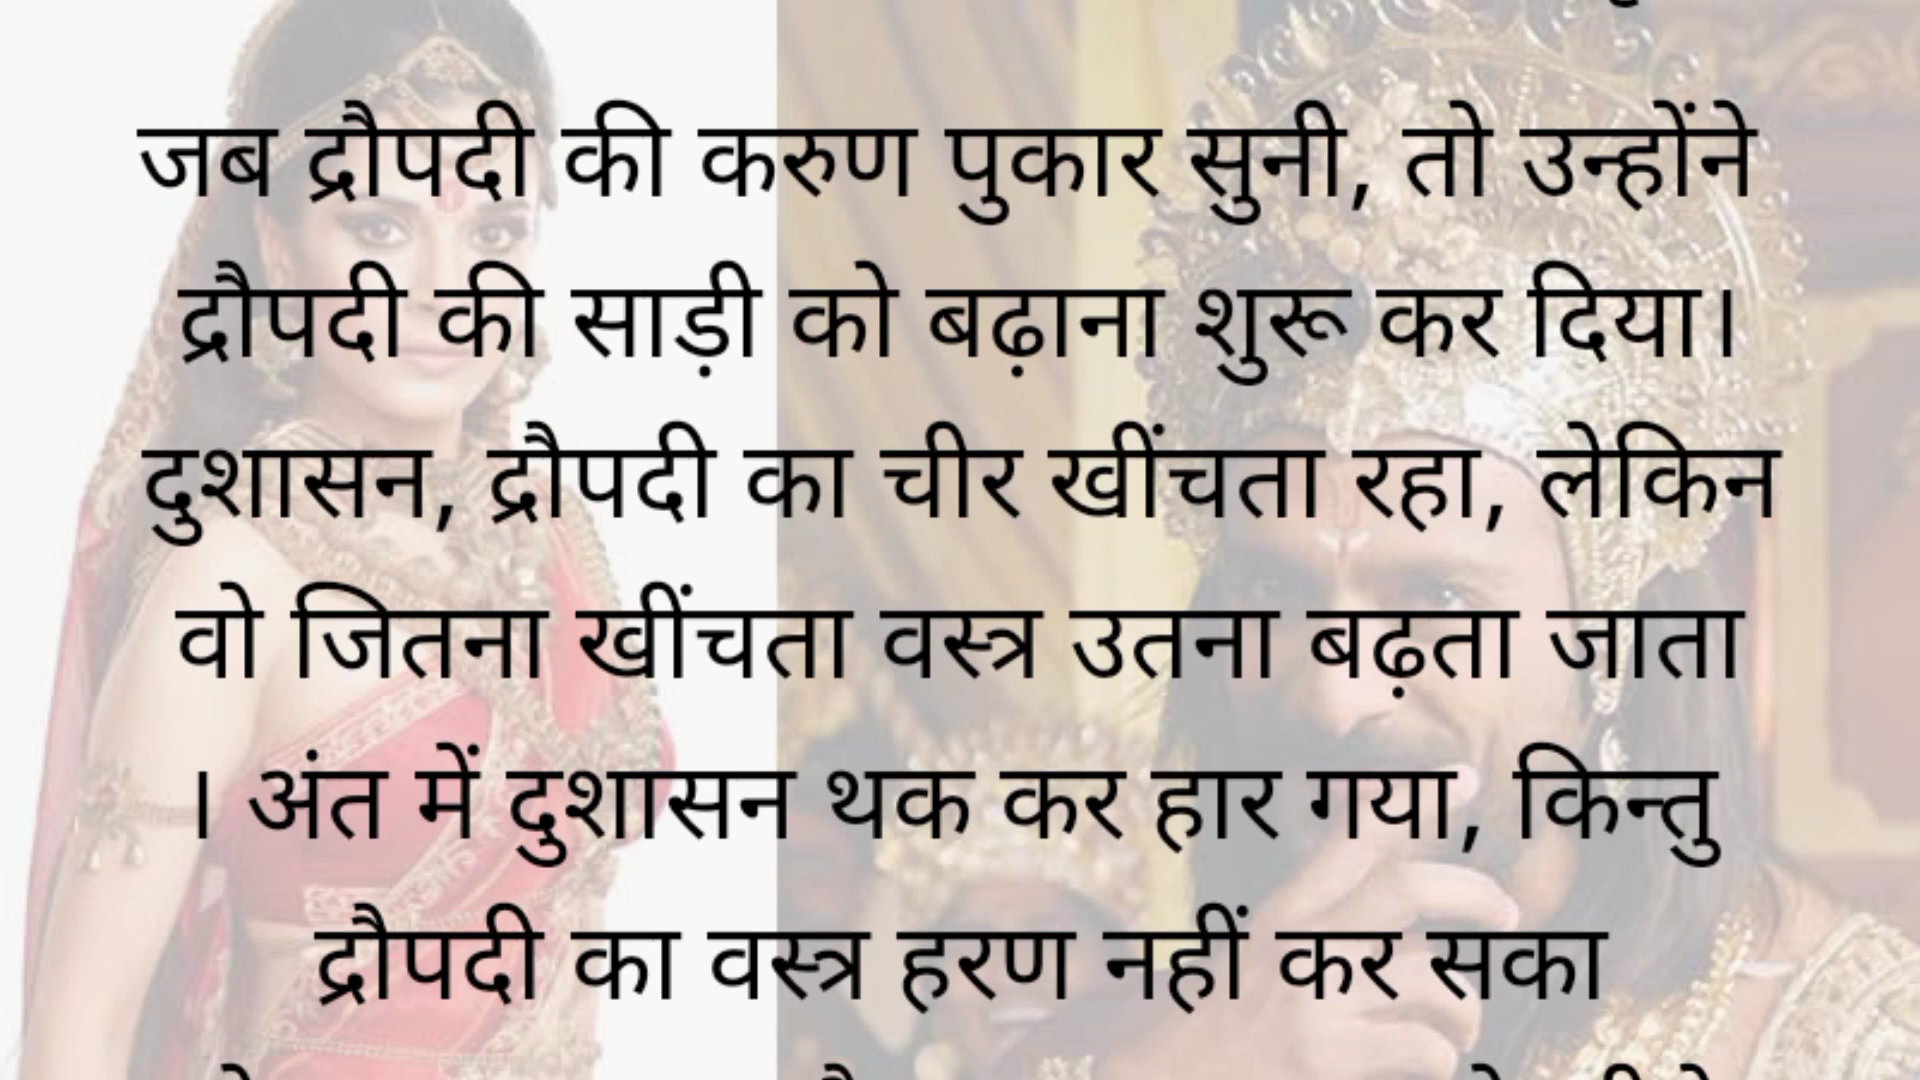 जब द्रौपदी की करुण पुकार सुनी, तो उन्होंने
द्रौपदी की साड़ी को बढ़ाना शुरू कर दिया।
दुशासन, द्रौपदी का चीर खींचता रहा, लेकिन
वो जितना खींचता वस्त्र उतना बढ़ता जाता
। अंत में दुशासन थक कर हार गया, किन्तु
द्रौपदी का वस्त्र हरण नहीं कर सका